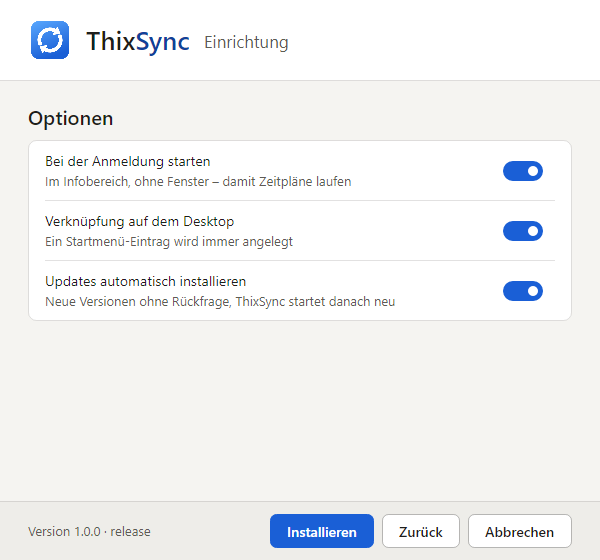 ThixSync Einrichtung
Optionen
Bei der Anmeldung starten
Im Infobereich, ohne Fenster – damit Zeitpläne laufen
Verknüpfung auf dem Desktop
Ein Startmenü-Eintrag wird immer angelegt
Updates automatisch installieren
Neue Versionen ohne Rückfrage, ThixSync startet danach neu
Version 1.0.0 · release
Installieren
Zurück
Abbrechen